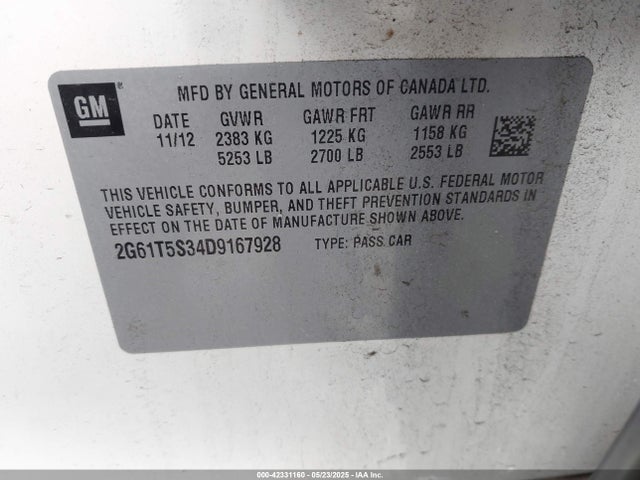 GM
MFD BY GENERAL MOTORS OF CANADA LTD.
DATE GVWR GAWR FRT GAWR RR
11/12 2383 KG 1225 KG 1158 KG
5253 LB 2700 LB 2553 LB
THIS VEHICLE CONFORMS TO ALL APPLICABLE U.S. FEDERAL MOTOR
VEHICLE SAFETY, BUMPER, AND THEFT PREVENTION STANDARDS IN
EFFECT ON THE DATE OF MANUFACTURE SHOWN ABOVE.
2G61T5S34D9167928 TYPE: PASS CAR
000-42331160 - 05/23/2025 - IAA Inc.